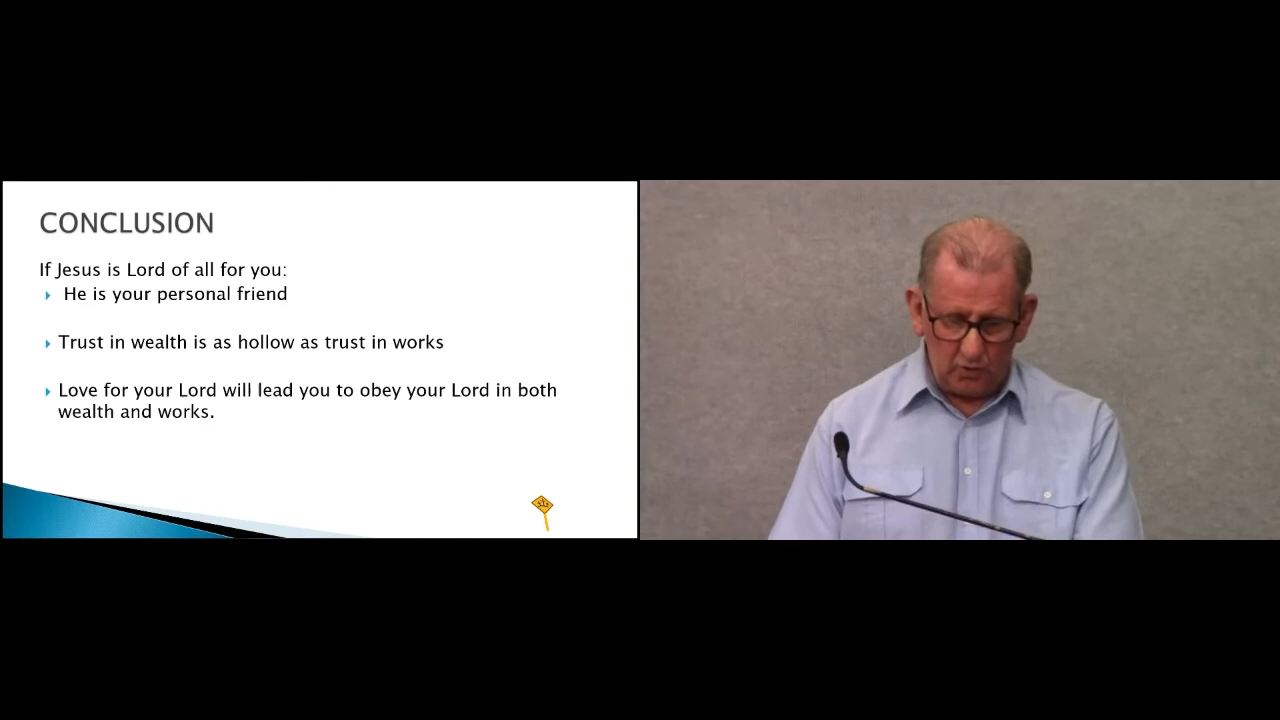 CONCLUSION
If Jesus is Lord of all for you:
He is your personal friend
Trust in wealth is as hollow as trust in works
Love for your Lord will lead you to obey your Lord in both
wealth and works.